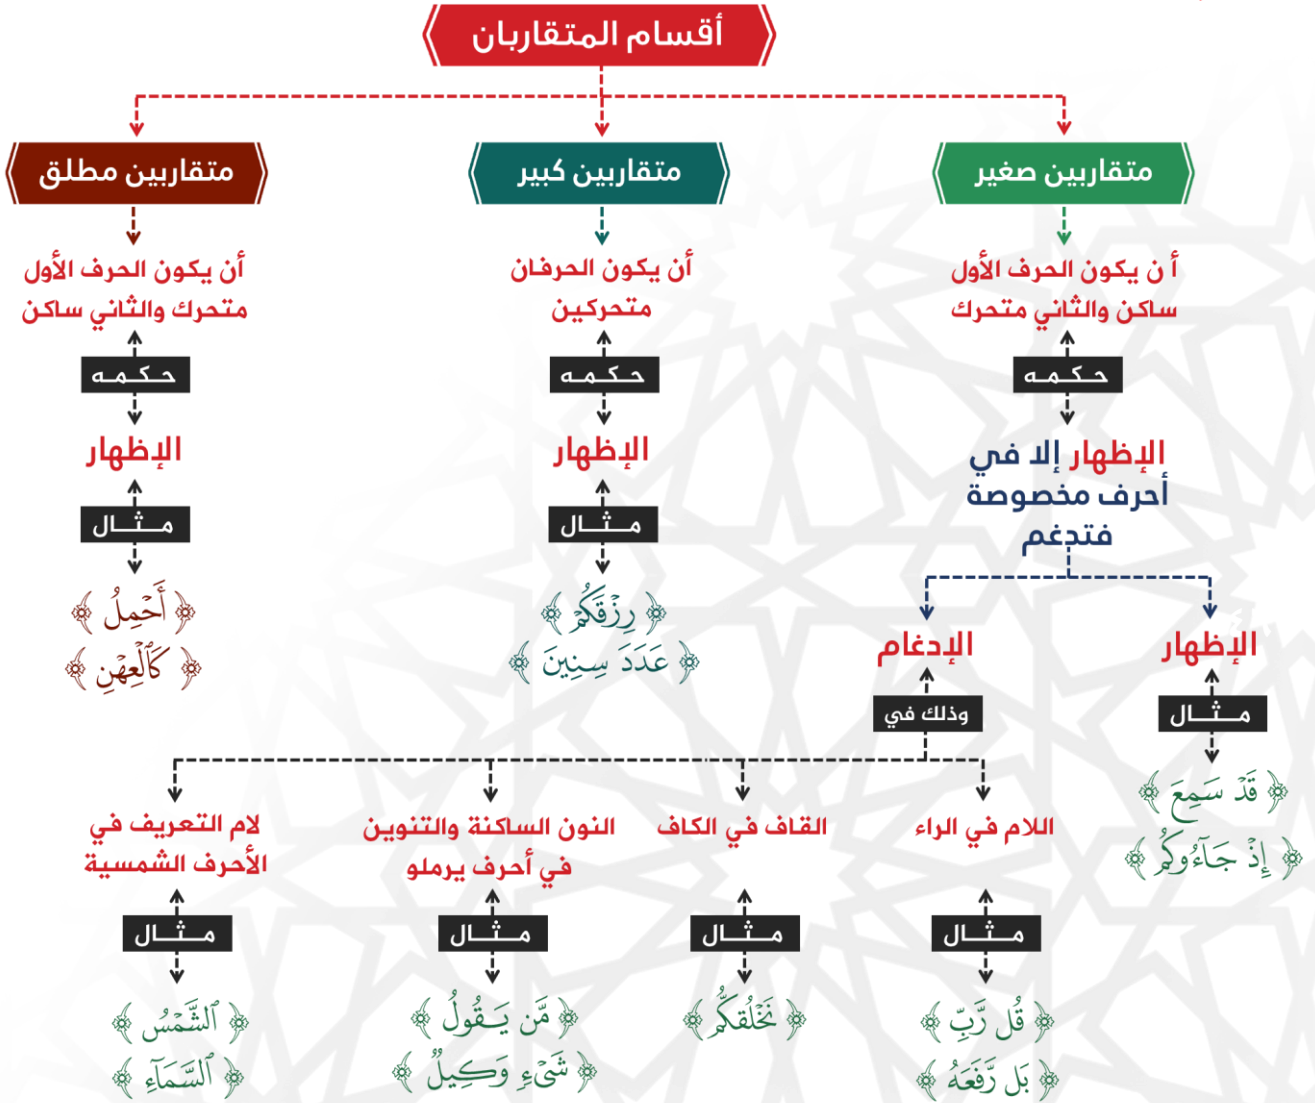 أقسام المتقاربان
متقاربين صغير
أ ن يكون الحرف الأول
ساكن والثاني متحرك
حكمه
الإظهار إلا في
أحرف مخصوصة
فتدغم
الإظهار
مثال
﴿ قَدۡ سَمِعَ ﴾
﴿ إِذۡ جَآءُوكُم ﴾
الإدغام
وذلك في
اللام في الراء
مثال
﴿ قُل رَّبِّ ﴾
﴿ بَل رَّفَعَهُ ﴾
القاف في الكاف
مثال
﴿ نَخۡلُقكُّم ﴾
النون الساكنة والتنوين
في أحرف يرملو
مثال
﴿ مَّن يَقُولُ ﴾
﴿ شَيۡءٖ وَكِيلٌ ﴾
لام التعريف في
الأحرف الشمسية
مثال
﴿ ٱلشَّمۡسُ ﴾
﴿ ٱلسَّمَآءِ ﴾
متقاربين كبير
أن يكون الحرفان
متحركين
حكمه
الإظهار
مثال
﴿ رِزۡقَكُمۡ ﴾
﴿ عَدَدَ سِنِينَ ﴾
متقاربين مطلق
أن يكون الحرف الأول
متحرك والثاني ساكن
حكمه
الإظهار
مثال
﴿ أَحۡمِلُ ﴾
﴿ كَٱلۡعِهۡنِ ﴾